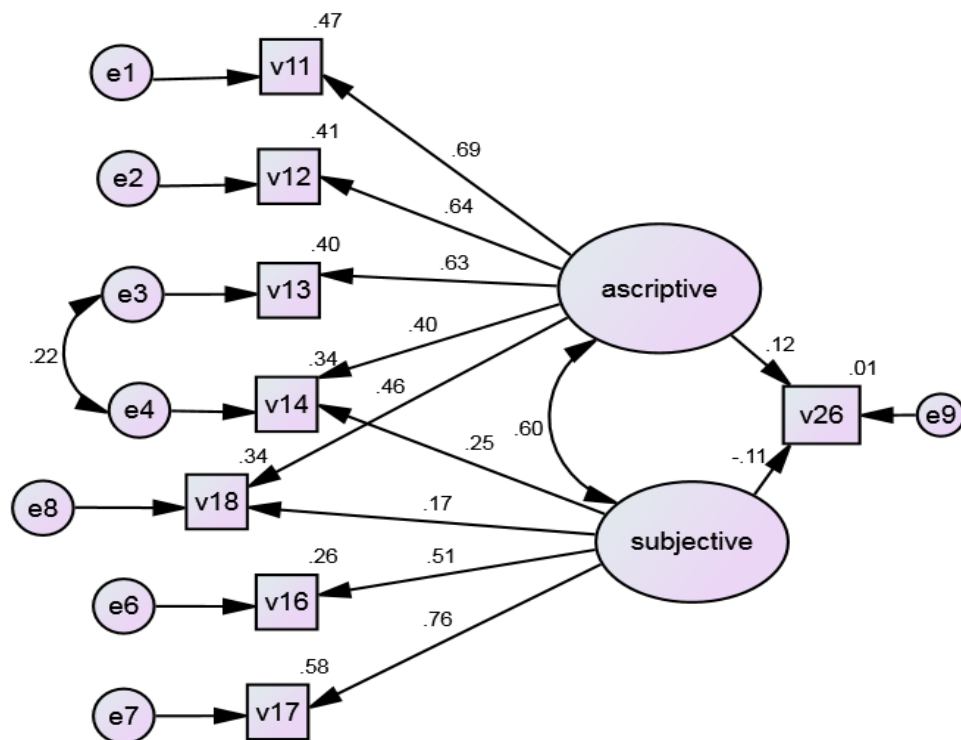 .47
e1
v11
.69
.41
e2
v12
.64
.40
.63
e3
v13
ascriptive
.22
.40
.34
.12
.01
e4
v14
.46
v26
e9
.60
.25
-.11
.34
e8
v18
.17
subjective
.26
.51
e6
v16
.76
.58
e7
v17